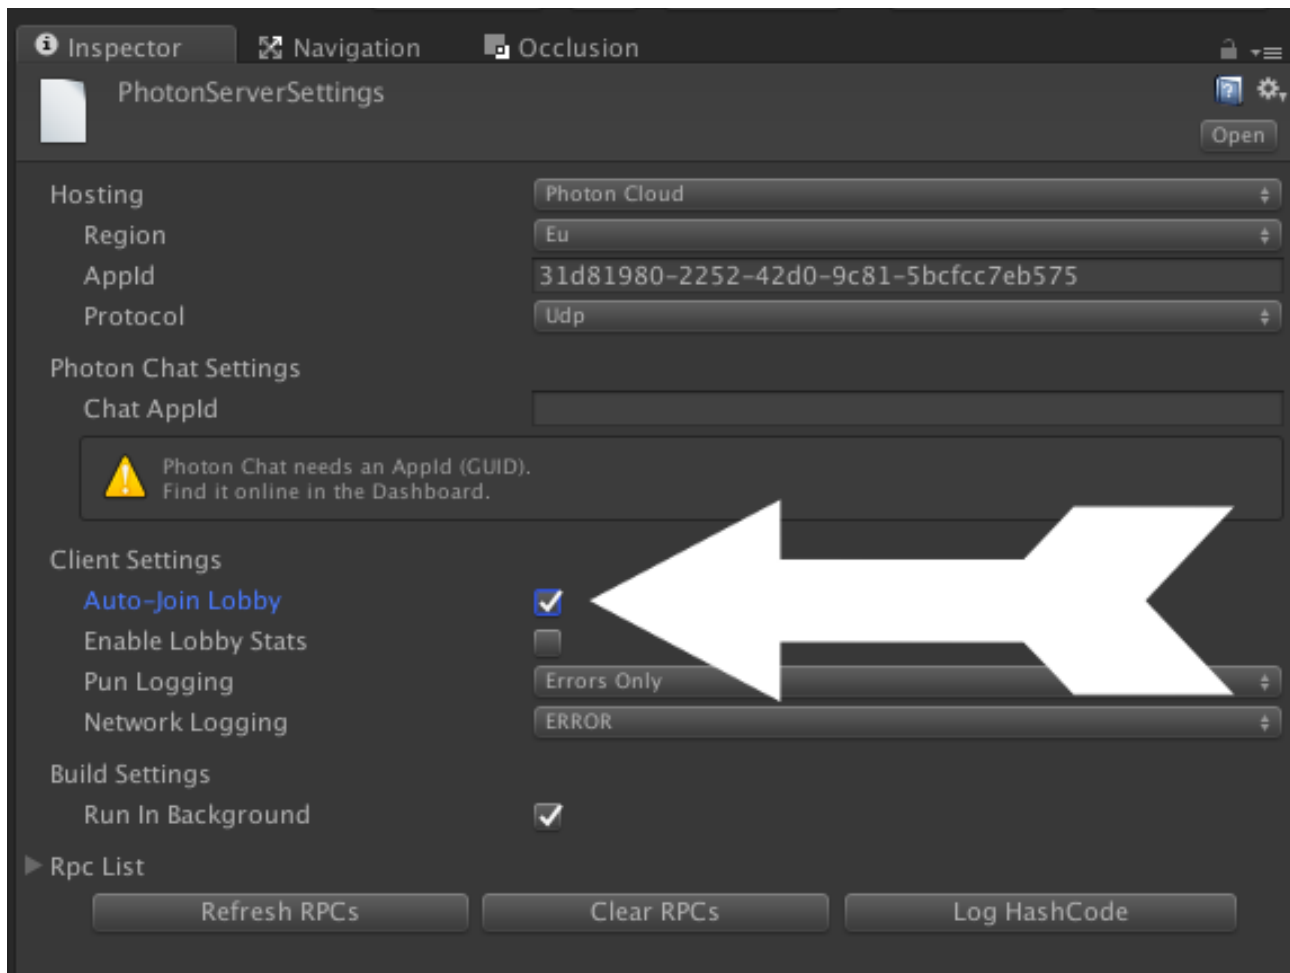 Inspector Navigation Occlusion
PhotonServerSettings
Open
Hosting Photon Cloud
Region Eu
AppId 31d81980-2252-42d0-9c81-5bcfcc7eb575
Protocol Udp
Photon Chat Settings
Chat AppId
Photon Chat needs an AppId (GUID).
Find it online in the Dashboard.
Client Settings
Auto-Join Lobby
Enable Lobby Stats
Pun Logging Errors Only
Network Logging ERROR
Build Settings
Run In Background
Rpc List
Refresh RPCs Clear RPCs Log HashCode